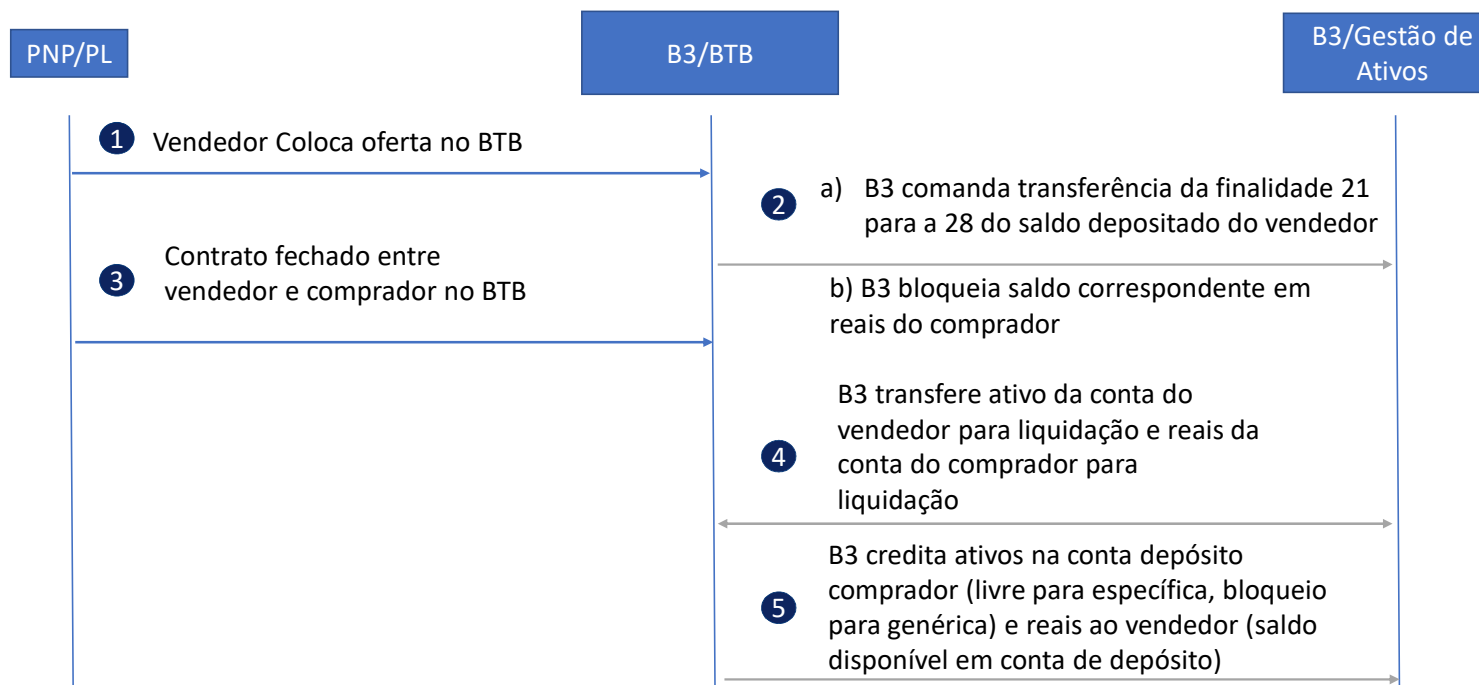 PNP/PL
B3/BTB
B3/Gestão de
Ativos
1 Vendedor Coloca oferta no BTB
2 a) B3 comanda transferência da finalidade 21
para a 28 do saldo depositado do vendedor
3 Contrato fechado entre
vendedor e comprador no BTB
b) B3 bloqueia saldo correspondente em
reais do comprador
4 B3 transfere ativo da conta do
vendedor para liquidação e reais da
conta do comprador para
liquidação
5 B3 credita ativos na conta depósito
comprador (livre para específica, bloqueio
para genérica) e reais ao vendedor (saldo
disponível em conta de depósito)